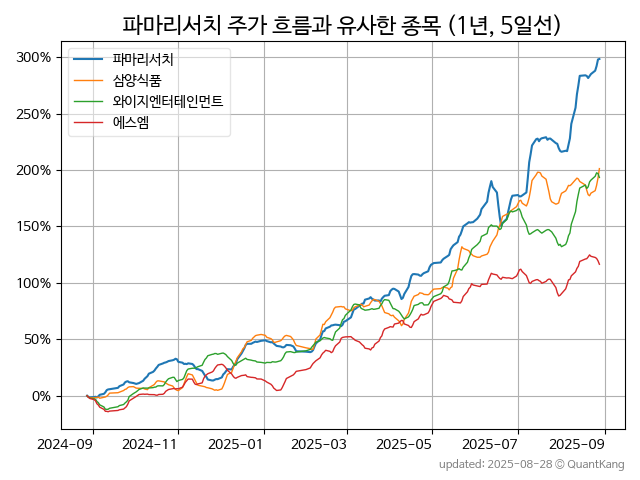 파마리서치 주가 흐름과 유사한 종목 (1년, 5일선)
파마리서치
삼양식품
와이지엔터테인먼트
에스엠
300%
250%
200%
150%
100%
50%
0%
2024-09 2024-11 2025-01 2025-03 2025-05 2025-07 2025-09
updated: 2025-08-28 © QuantKang